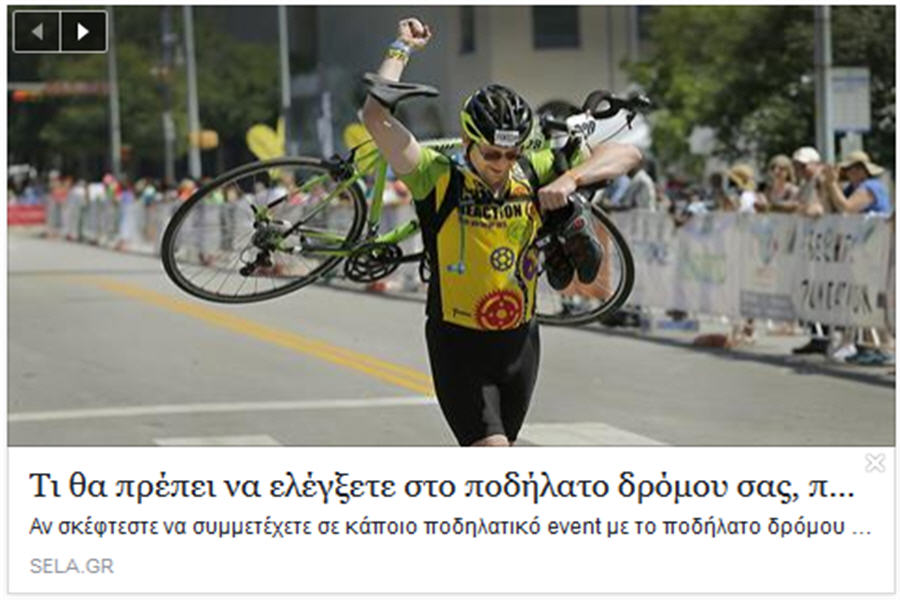 REACTION
Τι θα πρέπει να ελέγξετε στο ποδήλατο δρόμου σας, π...
Αν σκέφτεστε να συμμετέχετε σε κάποιο ποδηλατικό event με το ποδήλατο δρόμου ...
SELA.GR